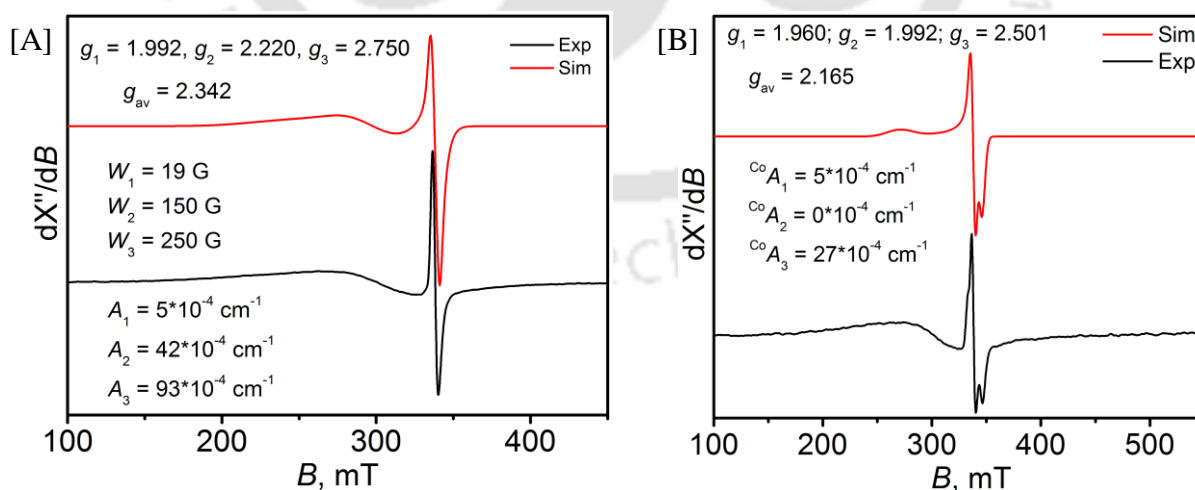 [A]
g1 = 1.992, g2 = 2.220, g3 = 2.750
gav = 2.342
Exp
Sim
W1 = 19 G
W2 = 150 G
W3 = 250 G
A1 = 5*10-4 cm-1
A2 = 42*10-4 cm-1
A3 = 93*10-4 cm-1
dX"/dB
100 200 300 400
B, mT
[B]
g1 = 1.960; g2 = 1.992; g3 = 2.501
gav = 2.165
Sim
Exp
CoA1 = 5*10-4 cm-1
CoA2 = 0*10-4 cm-1
CoA3 = 27*10-4 cm-1
dX"/dB
100 200 300 400 500
B, mT